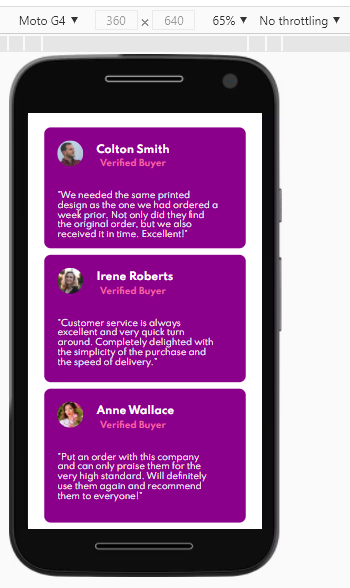 Moto G4 ▼ 360 × 640 65% ▼ No throttling ▼
Colton Smith
Verified Buyer
"We needed the same printed
design as the one we had ordered a
week prior. Not only did they find
the original order, but we also
received it in time. Excellent!"
Irene Roberts
Verified Buyer
"Customer service is always
excellent and very quick turn
around. Completely delighted with
the simplicity of the purchase and
the speed of delivery."
Anne Wallace
Verified Buyer
"Put an order with this company
and can only praise them for the
very high standard. Will definitely
use them again and recommend
them to everyone!"